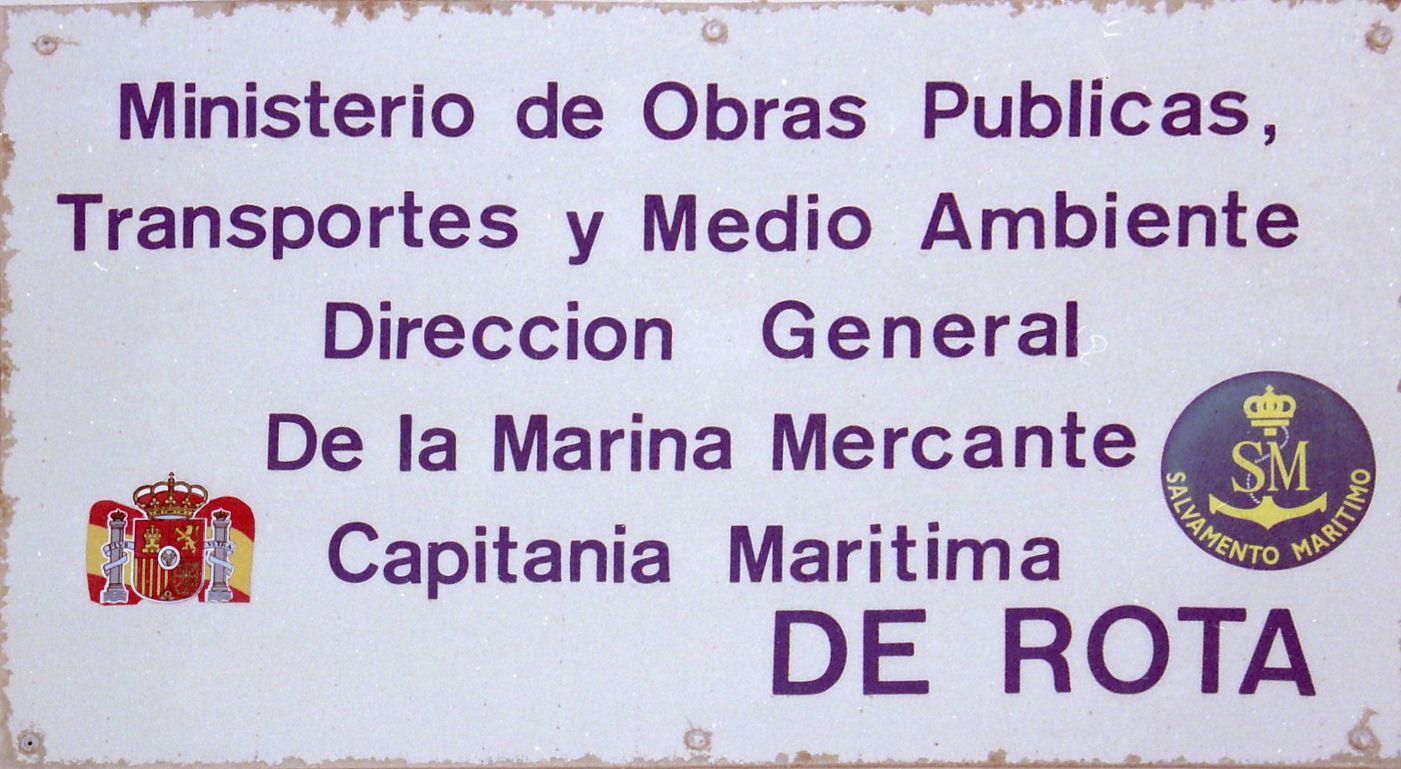 Ministerio de Obras Publicas,
Transportes y Medio Ambiente
Direccion General
De la Marina Mercante
Capitania Maritima
DE ROTA
SM
SALVAMENTO MARÍTIMO